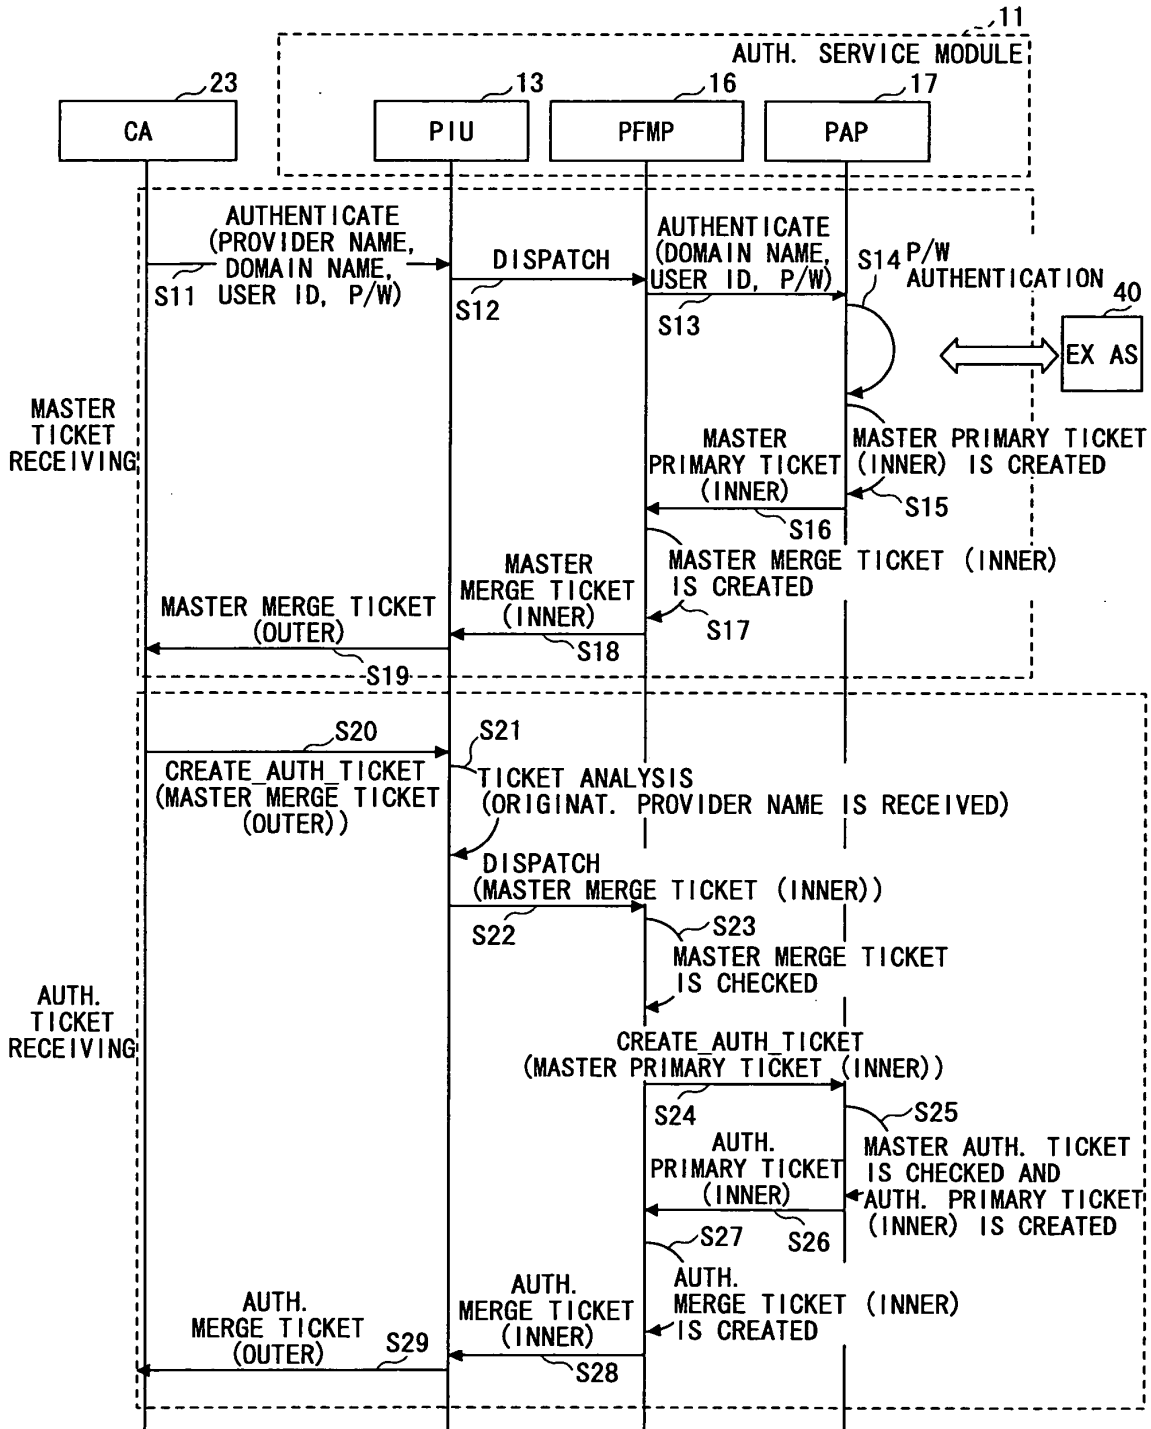 11
AUTH. SERVICE MODULE
23
13
16
17
CA
PIU
PFMP
PAP
AUTHENTICATE
(PROVIDER NAME,
DOMAIN NAME,
USER ID, P/W)
S11
DISPATCH
S12
AUTHENTICATE
(DOMAIN NAME,
USER ID, P/W)
S13
S14
P/W
AUTHENTICATION
40
EX AS
MASTER
TICKET
RECEIVING
MASTER PRIMARY TICKET
(INNER) IS CREATED
S15
MASTER
PRIMARY TICKET
(INNER)
S16
MASTER MERGE TICKET (INNER)
IS CREATED
S17
MASTER
MERGE TICKET
(INNER)
S18
MASTER MERGE TICKET
(OUTER)
S19
S20
CREATE_AUTH_TICKET
(MASTER MERGE TICKET
(OUTER))
S21
TICKET ANALYSIS
(ORIGINAT. PROVIDER NAME IS RECEIVED)
DISPATCH
(MASTER MERGE TICKET (INNER))
S22
S23
MASTER MERGE TICKET
IS CHECKED
AUTH.
TICKET
RECEIVING
CREATE_AUTH_TICKET
(MASTER PRIMARY TICKET (INNER))
S24
S25
MASTER AUTH. TICKET
IS CHECKED AND
AUTH. PRIMARY TICKET
(INNER) IS CREATED
AUTH.
PRIMARY TICKET
(INNER)
S26
S27
AUTH.
MERGE TICKET (INNER)
IS CREATED
AUTH.
MERGE TICKET
(INNER)
S28
AUTH.
MERGE TICKET
(OUTER)
S29